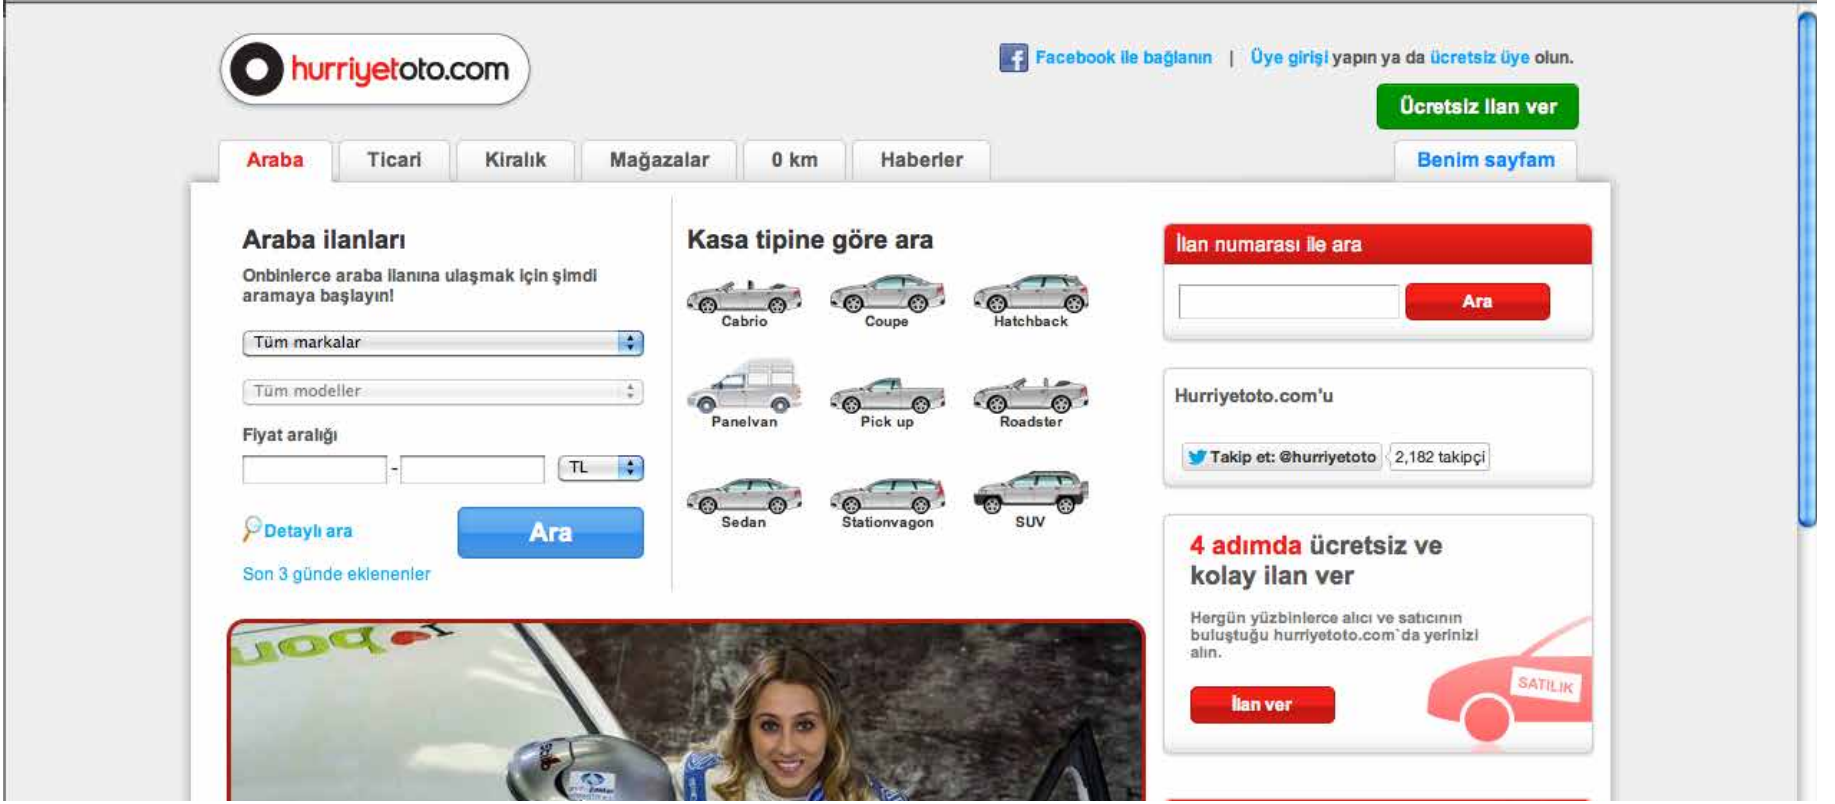 hurriyetoto.com
Facebook ile bağlanın | Üye girişi yapın ya da ücretsiz üye olun.
Ücretsiz ilan ver
Araba
Ticari
Kiralık
Mağazalar
0 km
Haberler
Benim sayfam
Araba ilanları
Onbinlerce araba ilanına ulaşmak için şimdi
aramaya başlayın!
Tüm markalar
Tüm modeller
Fiyat aralığı
-
TL
Detaylı ara
Ara
Son 3 günde eklenenler
Kasa tipine göre ara
Cabrio
Coupe
Hatchback
Panelvan
Pick up
Roadster
Sedan
Stationvagon
SUV
İlan numarası ile ara
Ara
Hurriyetoto.com'u
Takip et: @hurriyetoto
2,182 takipçi
4 adımda ücretsiz ve
kolay ilan ver
Hergün yüzbinlerce alıcı ve satıcının
buluştuğu hurriyetoto.com`da yerinizi
alın.
SATILIK
İlan ver